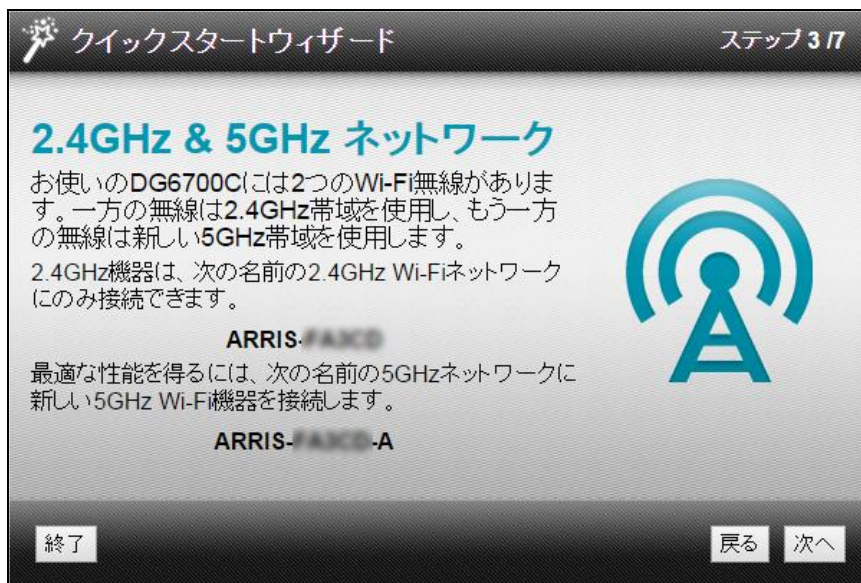 クイックスタートウィザード
ステップ 3 /7
2.4GHz & 5GHz ネットワーク
お使いのDG6700Cには2つのWi-Fi無線がありま
す。一方の無線は2.4GHz帯域を使用し、もう一方
の無線は新しい5GHz帯域を使用します。
2.4GHz機器は、次の名前の2.4GHz Wi-Fiネットワーク
にのみ接続できます。
ARRIS-
最適な性能を得るには、次の名前の5GHzネットワークに
新しい5GHz Wi-Fi機器を接続します。
ARRIS- -A
終了
戻る
次へ